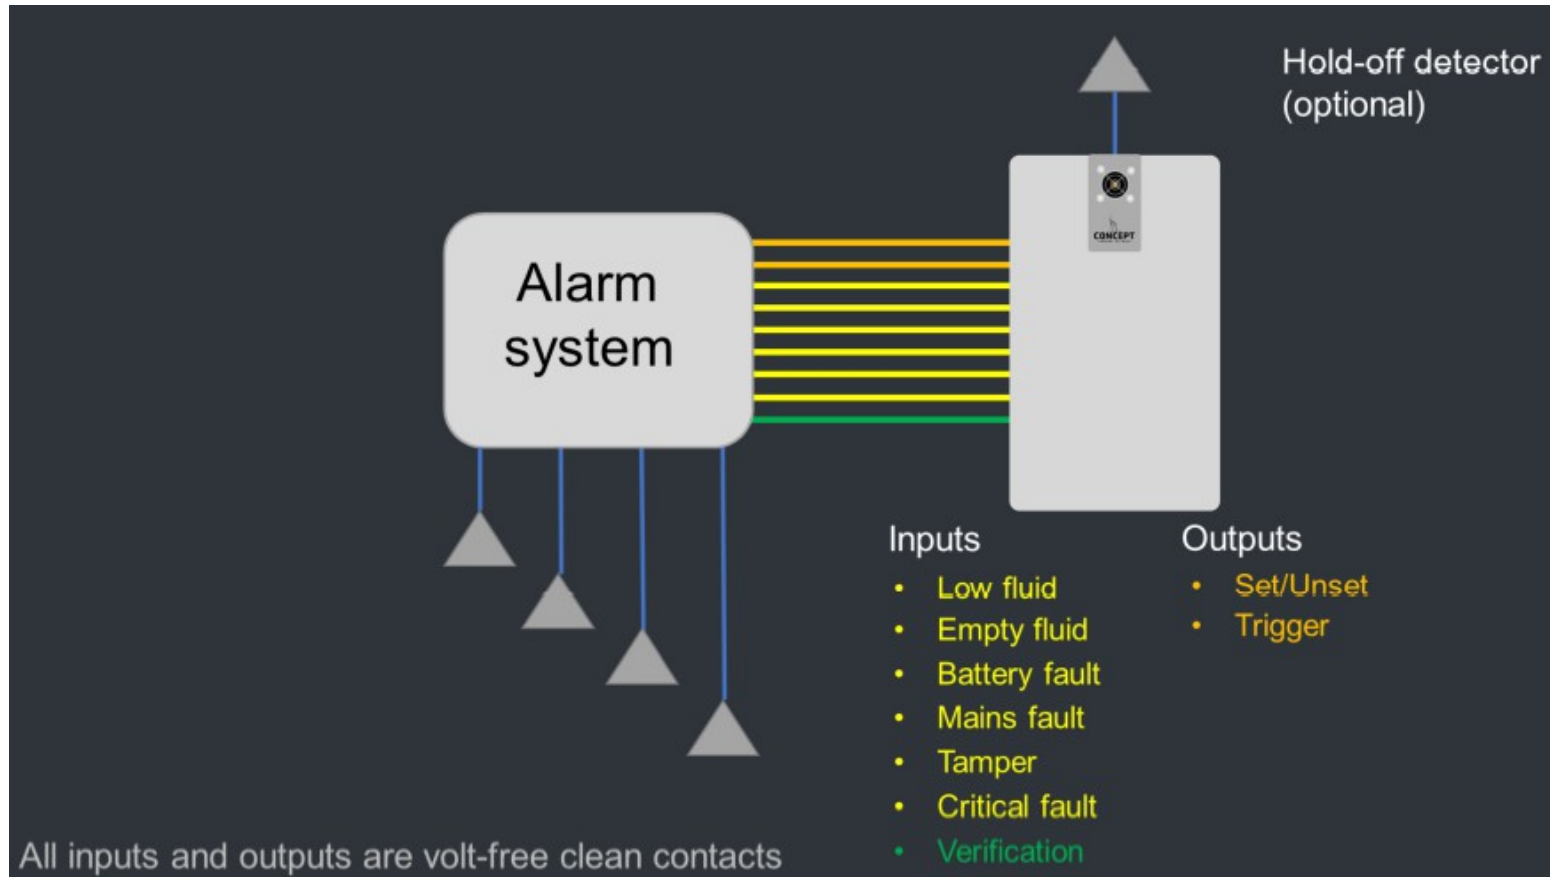 Hold-off detector
(optional)
CONCEPT
Alarm
system
Inputs
• Low fluid
• Empty fluid
• Battery fault
• Mains fault
• Tamper
• Critical fault
• Verification
Outputs
• Set/Unset
• Trigger
All inputs and outputs are volt-free clean contacts